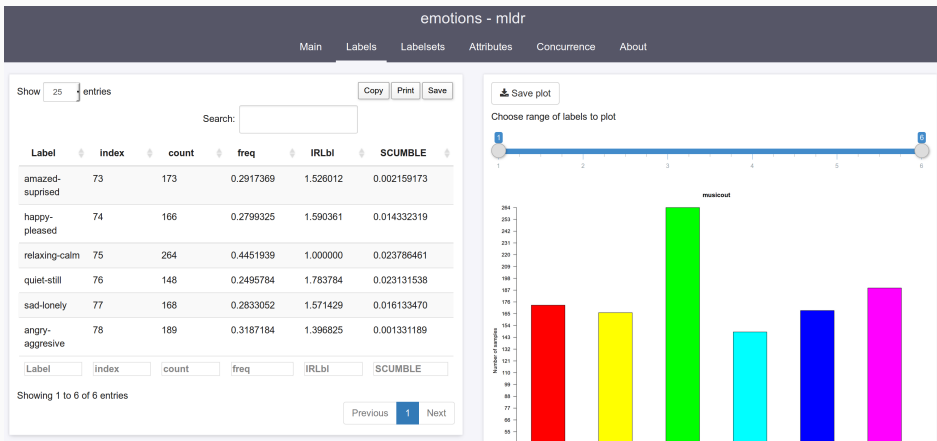 emotions - mldr
Main Labels Labelsets Attributes Concurrence About
Show 25 entries
Copy Print Save
Search:
Label index count freq IRLbl SCUMBLE
amazed-suprised 73 173 0.2917369 1.526012 0.002159173
happy-pleased 74 166 0.2799325 1.590361 0.014332319
relaxing-calm 75 264 0.4451939 1.000000 0.023786461
quiet-still 76 148 0.2495784 1.783784 0.023131538
sad-lonely 77 168 0.2833052 1.571429 0.016133470
angry-aggresive 78 189 0.3187184 1.396825 0.001331189
Label index count freq IRLbl SCUMBLE
Showing 1 to 6 of 6 entries
Previous 1 Next
Save plot
Choose range of labels to plot
1 6
1 2 3 4 5 6
musicout
Number of samples
264
253
242
231
220
209
198
187
176
165
154
143
132
121
110
99
88
77
66
55